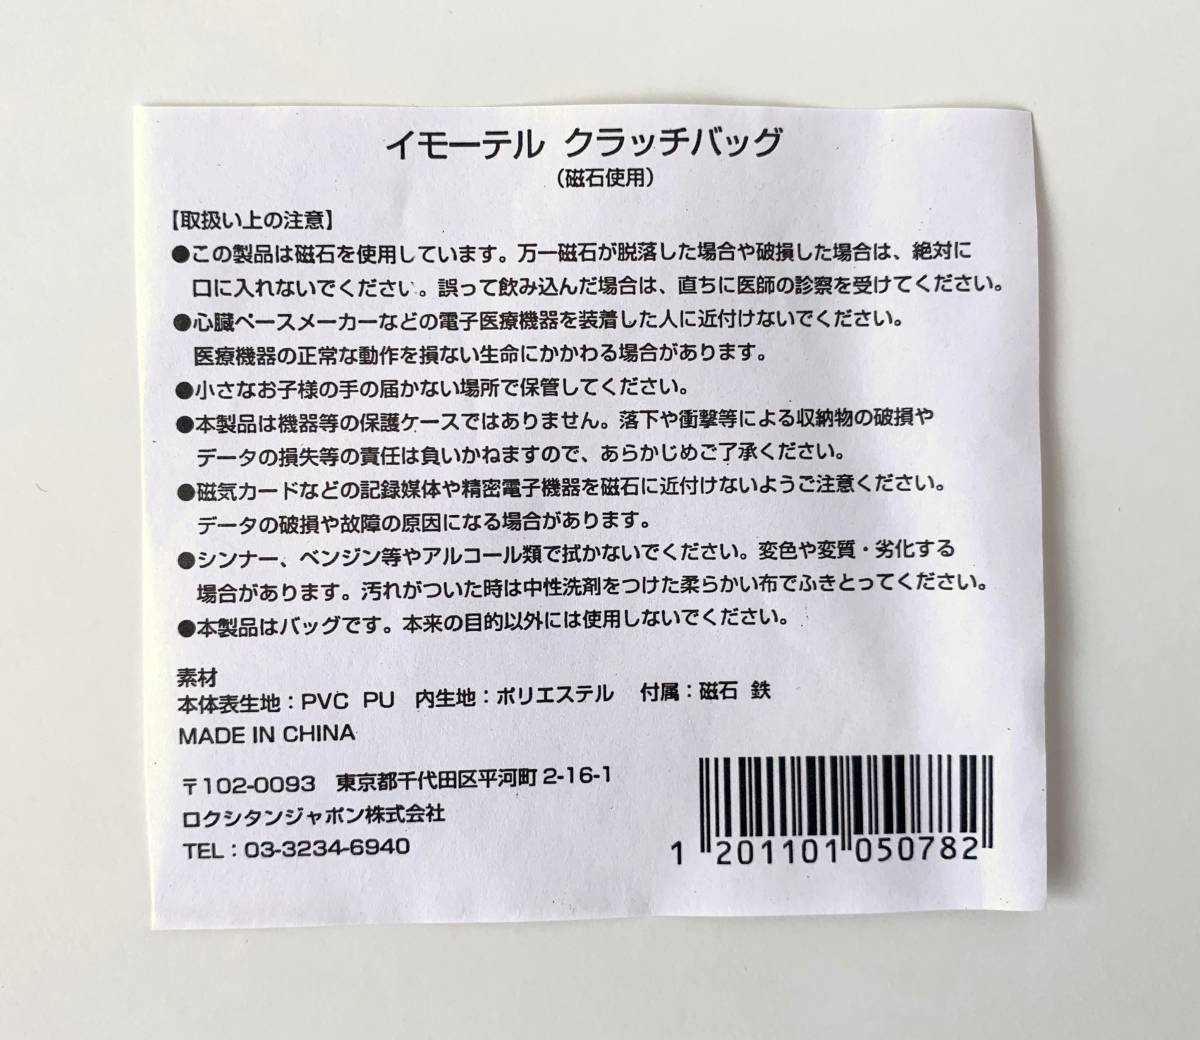 イモーテル クラッチバッグ
（磁石使用）
【取扱い上の注意】
●この製品は磁石を使用しています。万一磁石が脱落した場合や破損した場合は、絶対に
口に入れないでください。誤って飲み込んだ場合は、直ちに医師の診察を受けてください。
●心臓ペースメーカーなどの電子医療機器を装着した人に近付けないでください。
医療機器の正常な動作を損ない生命にかかわる場合があります。
●小さなお子様の手の届かない場所で保管してください。
●本製品は機器等の保護ケースではありません。落下や衝撃等による収納物の破損や
データの損失等の責任は負いかねますので、あらかじめご了承ください。
●磁気カードなどの記録媒体や精密電子機器を磁石に近付けないようご注意ください。
データの破損や故障の原因になる場合があります。
●シンナー、ベンジン等やアルコール類で拭かないでください。変色や変質・劣化する
場合があります。汚れがついた時は中性洗剤をつけた柔らかい布でふきとってください。
●本製品はバッグです。本来の目的以外には使用しないでください。
素材
本体表生地：PVC PU 内生地：ポリエステル 付属：磁石 鉄
MADE IN CHINA
〒102-0093 東京都千代田区平河町2-16-1
ロクシタンジャポン株式会社
TEL：03-3234-6940
1 201101 050782